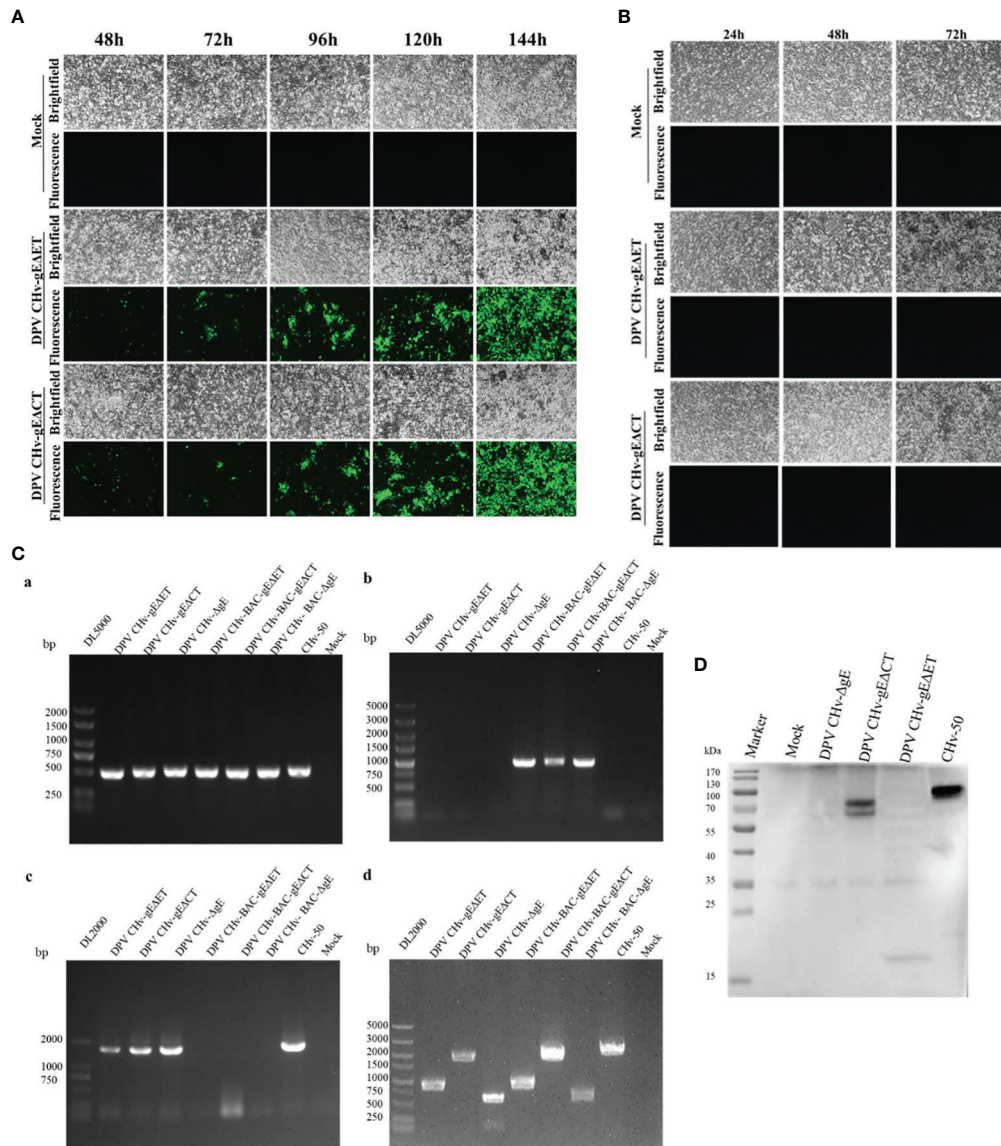 A
48h 72h 96h 120h 144h
Mock
Brightfield
Fluorescence
DPV CHv-gEΔET
Brightfield
Fluorescence
DPV CHv-gEΔCT
Brightfield
Fluorescence
B
24h 48h 72h
Mock
Brightfield
Fluorescence
DPV CHv-gEΔET
Brightfield
Fluorescence
DPV CHv-gEΔCT
Brightfield
Fluorescence
C
a
bp
DL5000
DPV CHv-gEΔET
DPV CHv-gEΔCT
DPV CHv-ΔgE
DPV CHv-BAC-gEΔET
DPV CHv-BAC-gEΔCT
DPV CHv- BAC-ΔgE
CHv-50
Mock
2000
1500
1000
750
500
250
b
bp
DL5000
DPV CHv-gEΔET
DPV CHv-gEΔCT
DPV CHv-ΔgE
DPV CHv-BAC-gEΔET
DPV CHv-BAC-gEΔCT
DPV CHv- BAC-ΔgE
CHv-50
Mock
5000
3000
2000
1500
1000
750
500
c
bp
DL2000
DPV CHv-gEΔET
DPV CHv-gEΔCT
DPV CHv-ΔgE
DPV CHv-BAC-gEΔET
DPV CHv-BAC-gEΔCT
DPV CHv- BAC-ΔgE
CHv-50
Mock
2000
1000
750
d
bp
DL2000
DPV CHv-gEΔET
DPV CHv-gEΔCT
DPV CHv-ΔgE
DPV CHv-BAC-gEΔET
DPV CHv-BAC-gEΔCT
DPV CHv- BAC-ΔgE
CHv-50
Mock
5000
3000
2000
1500
1000
750
500
250
D
kDa
Marker
Mock
DPV CHv-ΔgE
DPV CHv-gEΔCT
DPV CHv-gEΔET
CHv-50
170
130
100
70
55
40
35
25
15